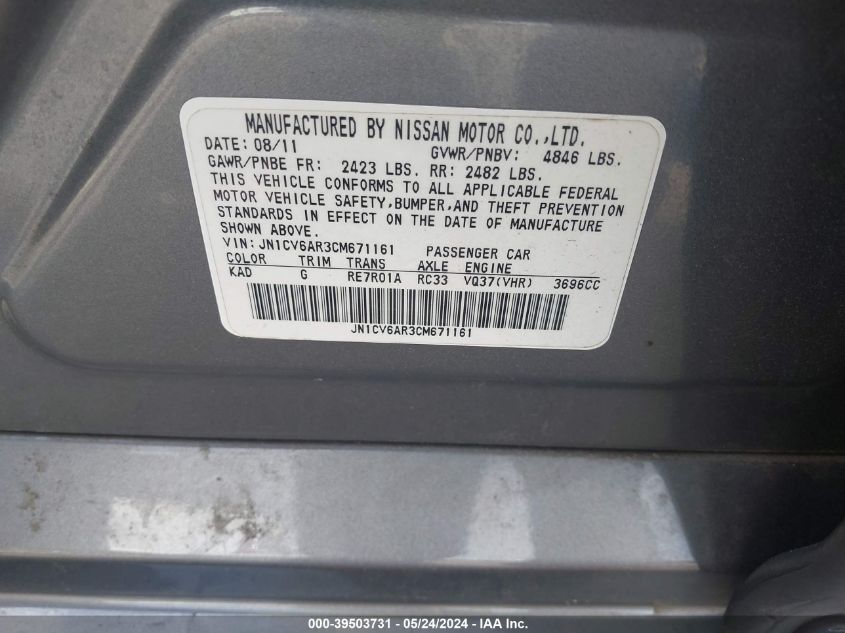 MANUFACTURED BY NISSAN MOTOR CO.,LTD.
DATE: 08/11 GVWR/PNBV: 4846 LBS.
GAWR/PNBE FR: 2423 LBS. RR: 2482 LBS.
THIS VEHICLE CONFORMS TO ALL APPLICABLE FEDERAL
MOTOR VEHICLE SAFETY,BUMPER,AND THEFT PREVENTION
STANDARDS IN EFFECT ON THE DATE OF MANUFACTURE
SHOWN ABOVE.
VIN: JN1CV6AR3CM671161 PASSENGER CAR
COLOR TRIM TRANS AXLE ENGINE
KAD G RE7R01A RC33 VQ37(VHR) 3696CC
JN1CV6AR3CM671161
000-39503731 - 05/24/2024 - IAA Inc.